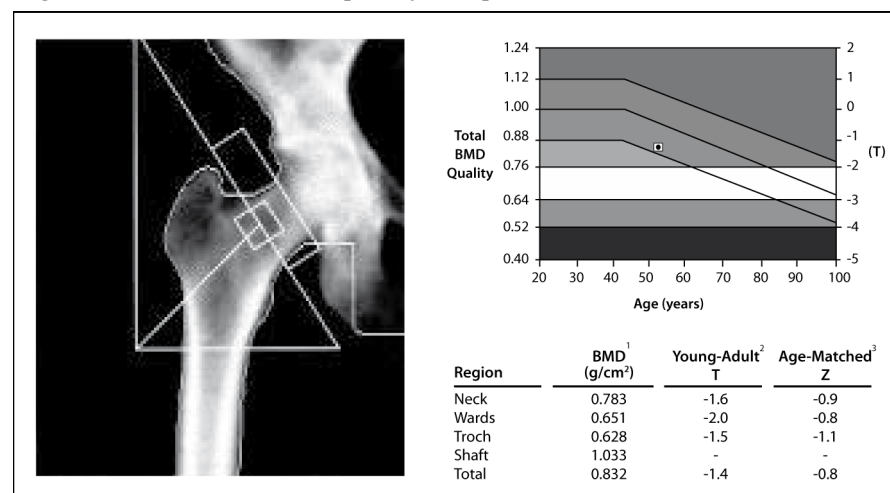 1.24
1.12
1.00
0.88
0.76
0.64
0.52
0.40
Total
BMD
Quality
2
1
0
-1
-2
-3
-4
-5
(T)
20 30 40 50 60 70 80 90 100
Age (years)
Region BMD¹ (g/cm²) Young-Adult² T Age-Matched³ Z
Neck 0.783 -1.6 -0.9
Wards 0.651 -2.0 -0.8
Troch 0.628 -1.5 -1.1
Shaft 1.033 - -
Total 0.832 -1.4 -0.8